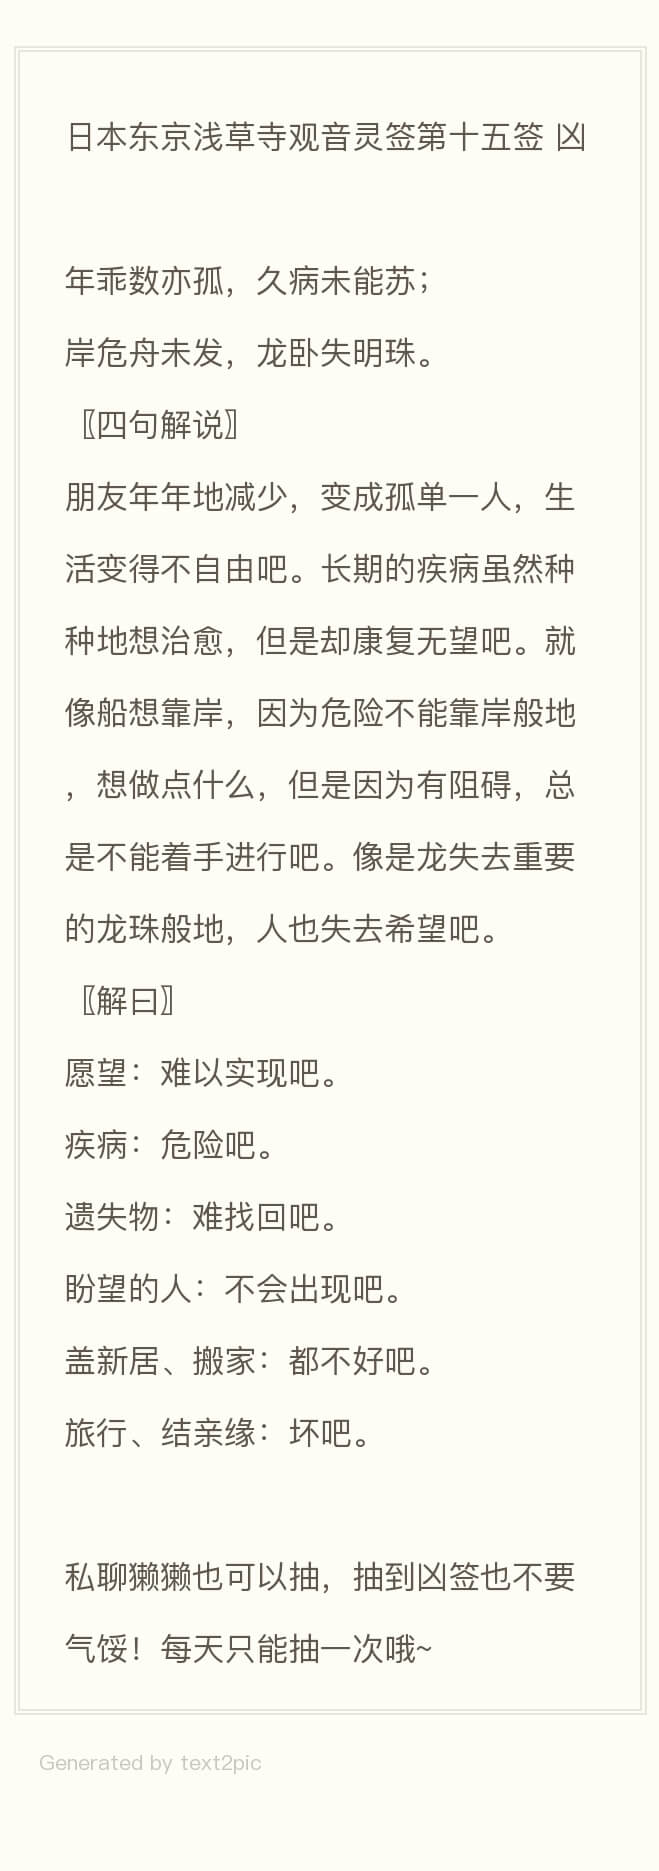 日本东京浅草寺观音灵签第十五签 凶
年乖数亦孤，久病未能苏；
岸危舟未发，龙卧失明珠。
〖四句解说〗
朋友年年地减少，变成孤单一人，生
活变得不自由吧。长期的疾病虽然种
种地想治愈，但是却康复无望吧。就
像船想靠岸，因为危险不能靠岸般地
，想做点什么，但是因为有阻碍，总
是不能着手进行吧。像是龙失去重要
的龙珠般地，人也失去希望吧。
〖解曰〗
愿望：难以实现吧。
疾病：危险吧。
遗失物：难找回吧。
盼望的人：不会出现吧。
盖新居、搬家：都不好吧。
旅行、结亲缘：坏吧。
私聊獭獭也可以抽，抽到凶签也不要
气馁！每天只能抽一次哦~
Generated by text2pic